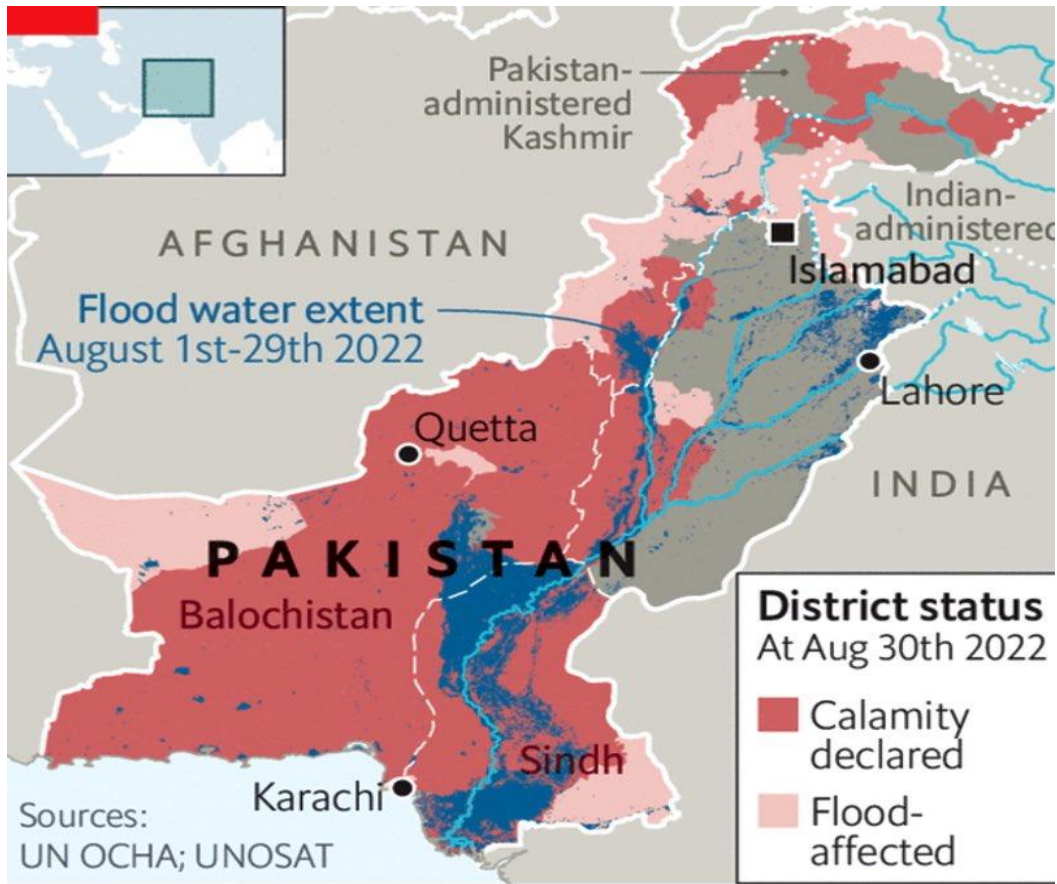 Pakistan-
administered
Kashmir
Indian-
administered
AFGHANISTAN
Islamabad
Flood water extent
August 1st-29th 2022
Lahore
Quetta
INDIA
PAKISTAN
Balochistan
Sindh
Karachi
District status
At Aug 30th 2022
Calamity
declared
Flood-
affected
Sources:
UN OCHA; UNOSAT